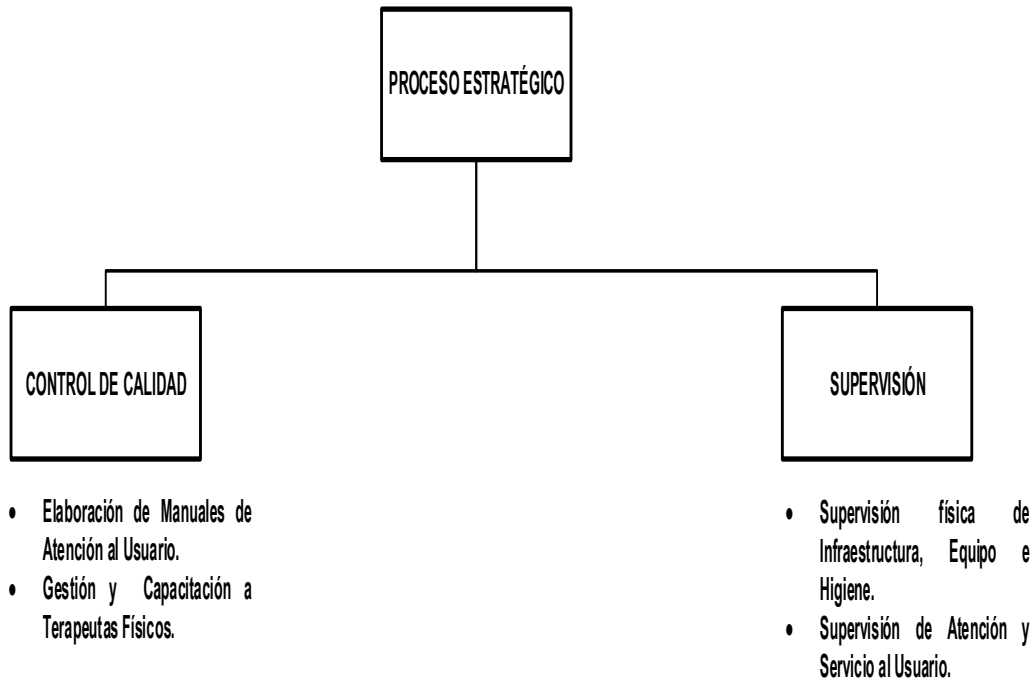 PROCESO ESTRATÉGICO
CONTROL DE CALIDAD
• Elaboración de Manuales de
Atención al Usuario.
• Gestión y Capacitación a
Terapeutas Físicos.
SUPERVISIÓN
• Supervisión física de
Infraestructura, Equipo e
Higiene.
• Supervisión de Atención y
Servicio al Usuario.